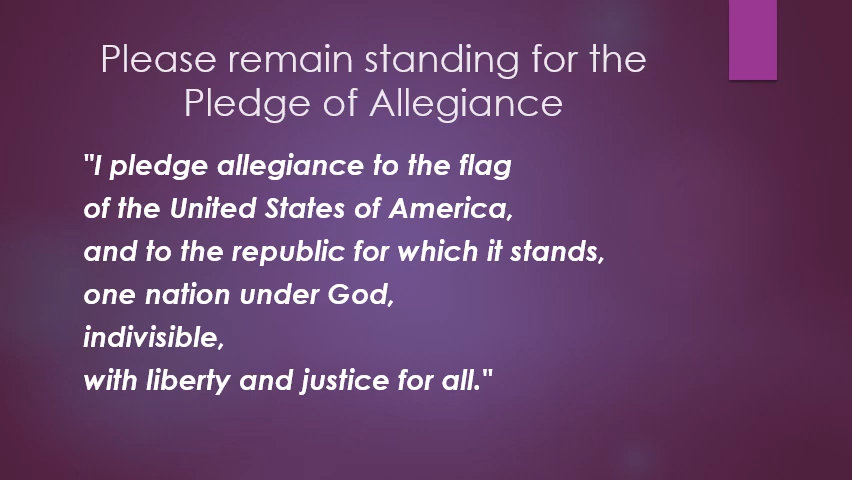 Please remain standing for the
Pledge of Allegiance
"I pledge allegiance to the flag
of the United States of America,
and to the republic for which it stands,
one nation under God,
indivisible,
with liberty and justice for all."